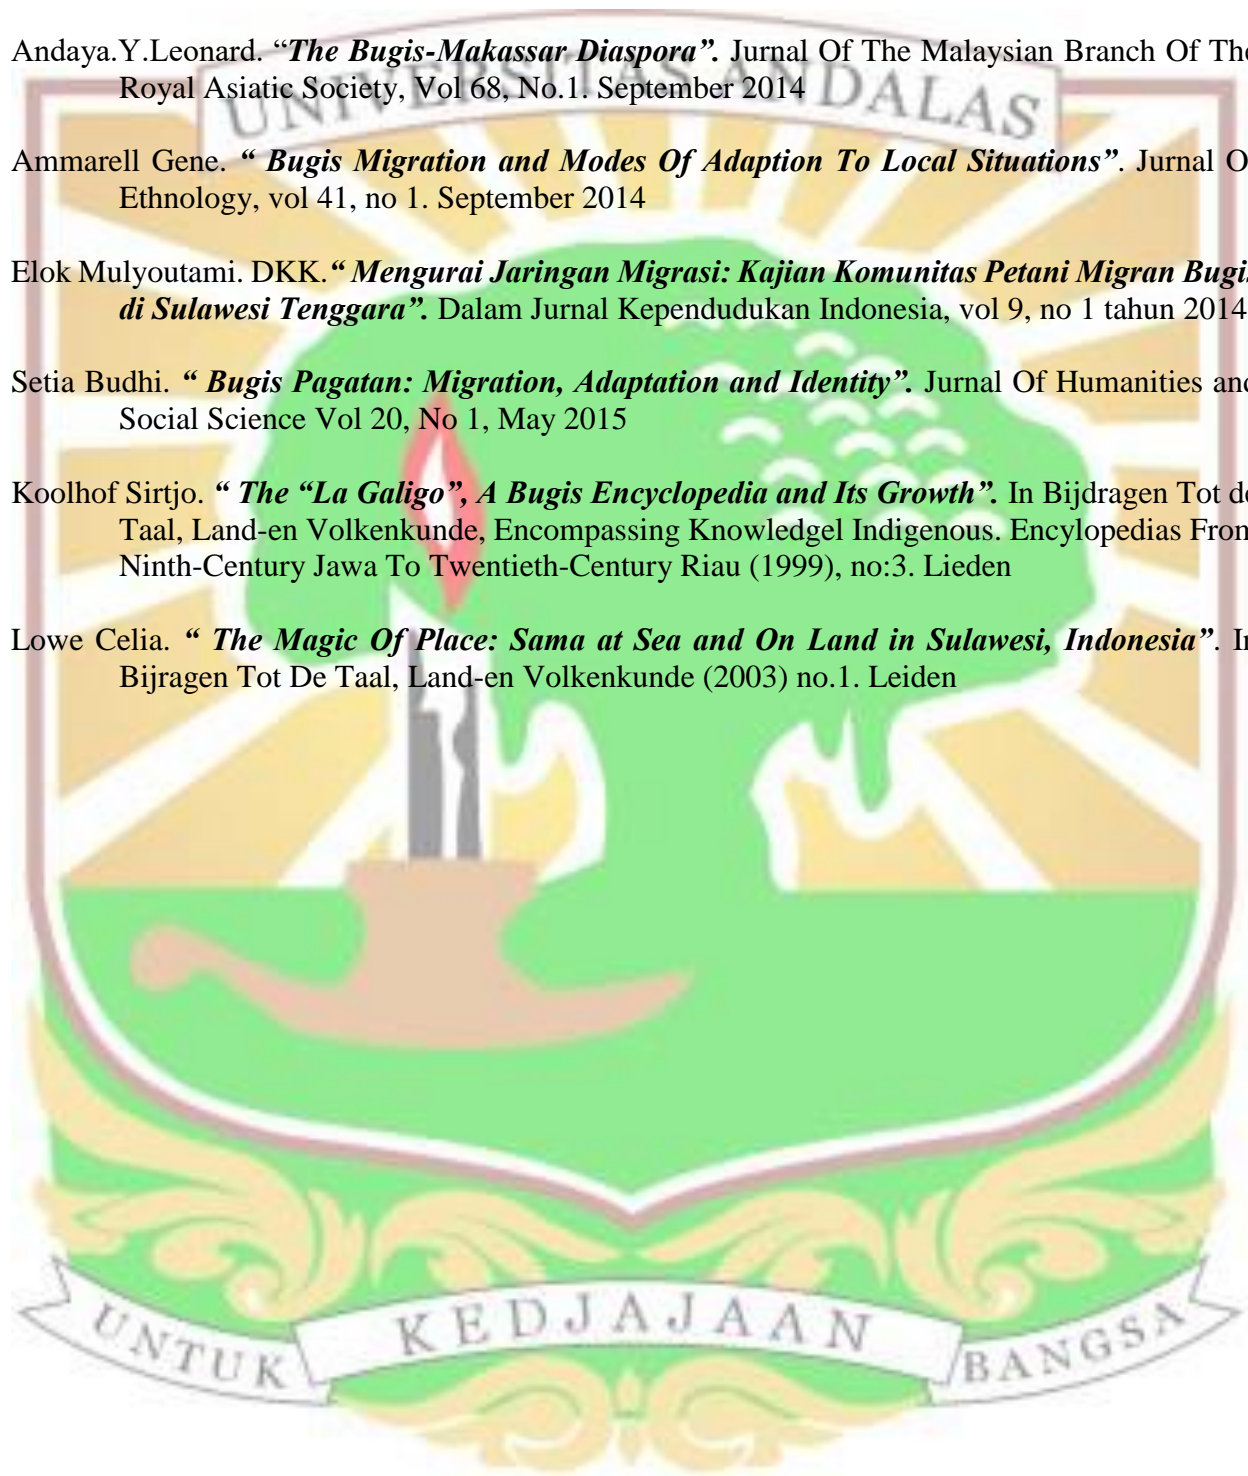 Andaya.Y.Leonard. “The Bugis-Makassar Diaspora”. Jurnal Of The Malaysian Branch Of The
Royal Asiatic Society, Vol 68, No.1. September 2014
UNIVERSITAS ANDALAS
Ammarell Gene. “ Bugis Migration and Modes Of Adaption To Local Situations”. Jurnal O
Ethnology, vol 41, no 1. September 2014
Elok Mulyoutami. DKK.“ Mengurai Jaringan Migrasi: Kajian Komunitas Petani Migran Bugis
di Sulawesi Tenggara”. Dalam Jurnal Kependudukan Indonesia, vol 9, no 1 tahun 2014
Setia Budhi. “ Bugis Pagatan: Migration, Adaptation and Identity”. Jurnal Of Humanities and
Social Science Vol 20, No 1, May 2015
Koolhof Sirtjo. “ The “La Galigo”, A Bugis Encyclopedia and Its Growth”. In Bijdragen Tot de
Taal, Land-en Volkenkunde, Encompassing Knowledgel Indigenous. Encylopedias From
Ninth-Century Jawa To Twentieth-Century Riau (1999), no:3. Lieden
Lowe Celia. “ The Magic Of Place: Sama at Sea and On Land in Sulawesi, Indonesia”. In
Bijragen Tot De Taal, Land-en Volkenkunde (2003) no.1. Leiden
UNTUK KEDJAJAAN BANGSA